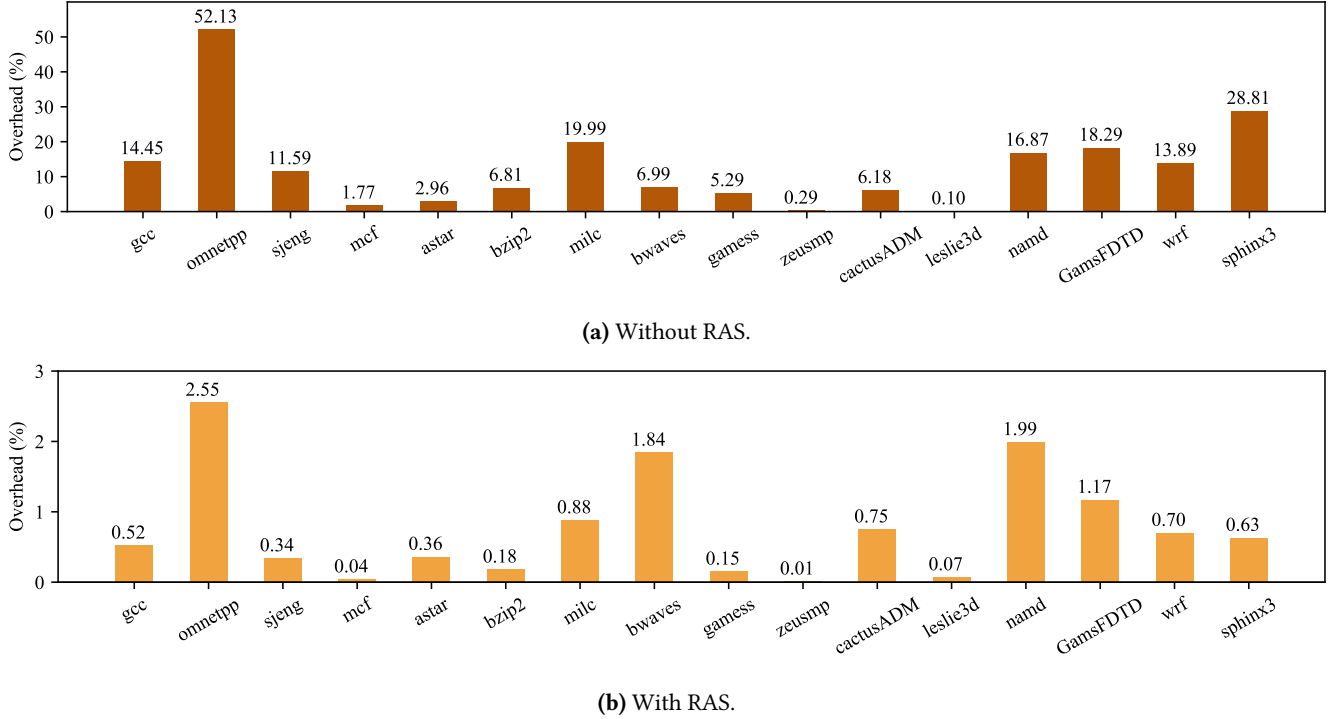 52.13
50
40
30
20
10
0
Overhead (%)
14.45
11.59
1.77
2.96
6.81
19.99
6.99
5.29
0.29
6.18
0.10
16.87
18.29
13.89
28.81
gcc
omnetpp
sjeng
mcf
astar
bzip2
milc
bwaves
gamess
zeusmp
cactusADM
leslie3d
namd
GamsFDTD
wrf
sphinx3
(a) Without RAS.
3
2
1
0
Overhead (%)
0.52
2.55
0.34
0.04
0.36
0.18
0.88
1.84
0.15
0.01
0.75
0.07
1.99
1.17
0.70
0.63
gcc
omnetpp
sjeng
mcf
astar
bzip2
milc
bwaves
gamess
zeusmp
cactusADM
leslie3d
namd
GamsFDTD
wrf
sphinx3
(b) With RAS.